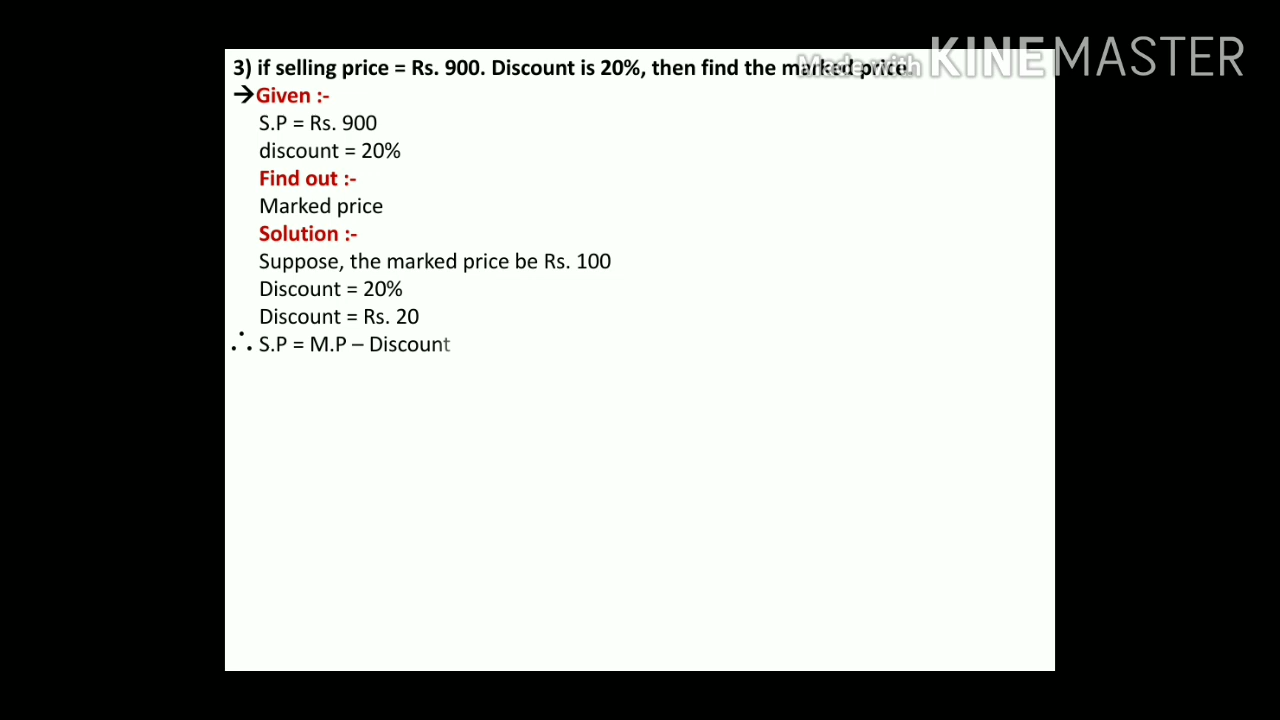 Made with KINEMASTER
3) if selling price = Rs. 900. Discount is 20%, then find the marked price.
→Given :-
S.P = Rs. 900
discount = 20%
Find out :-
Marked price
Solution :-
Suppose, the marked price be Rs. 100
Discount = 20%
Discount = Rs. 20
∴ S.P = M.P – Discount